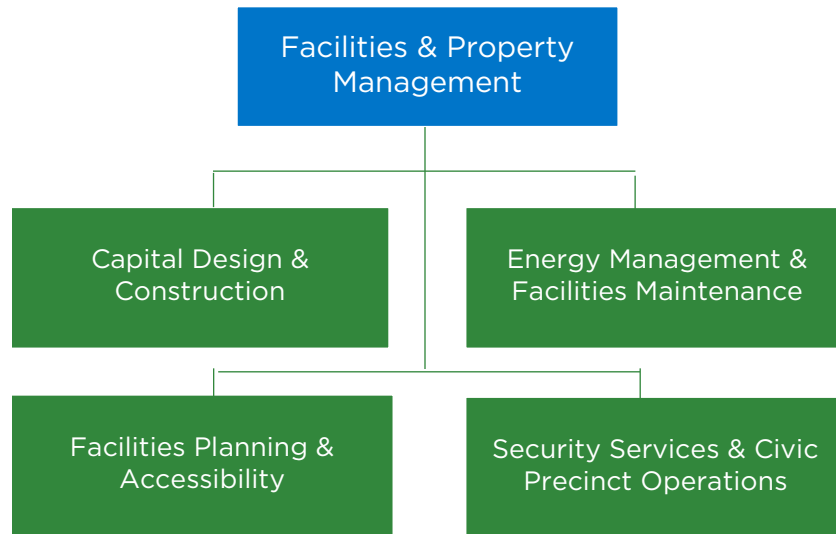 Facilities & Property
Management
Capital Design &
Construction
Energy Management &
Facilities Maintenance
Facilities Planning &
Accessibility
Security Services & Civic
Precinct Operations